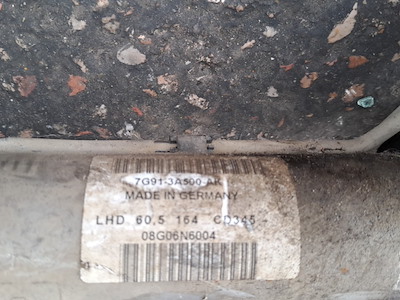 7G91-3A500-AK
MADE IN GERMANY
LHD 60,5 164 CD345
08G06N6004